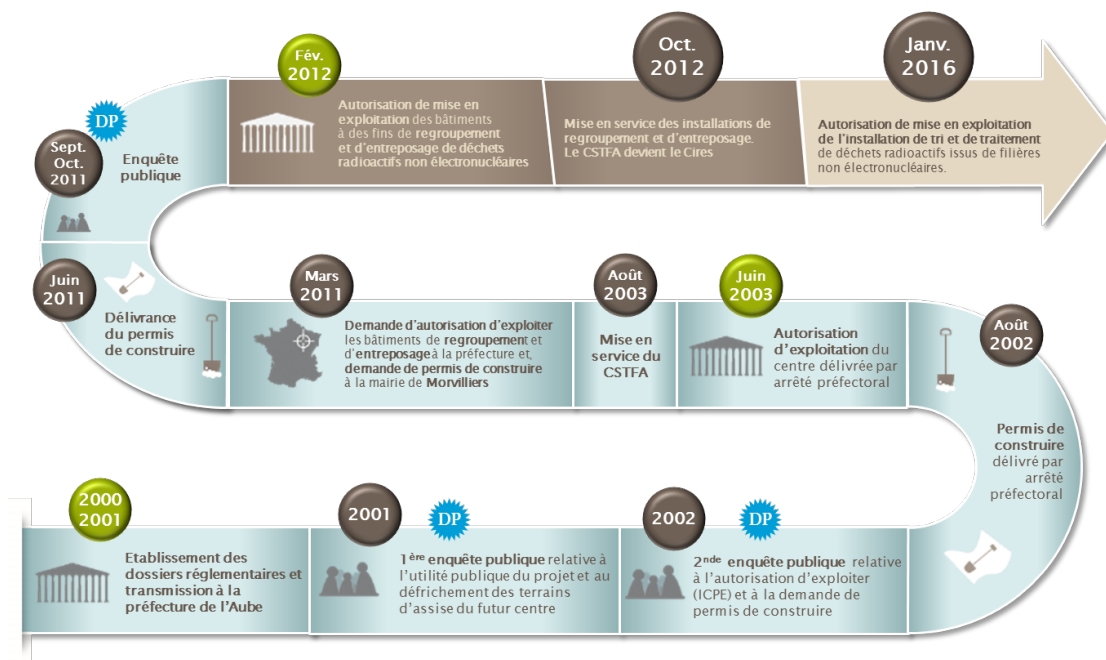 Fév.
2012
Autorisation de mise en
exploitation des bâtiments
à des fins de regroupement
et d'entreposage de déchets
radioactifs non électronucléaires
Oct.
2012
Mise en service des installations de
regroupement et d'entreposage.
Le CSTFA devient le Cires
Janv.
2016
Autorisation de mise en exploitation
de l'installation de tri et de traitement
de déchets radioactifs issus de filières
non électronucléaires.
DP
Sept.
Oct.
2011
Enquête
publique
Juin
2011
Délivrance
du permis
de construire
Mars
2011
Demande d'autorisation d'exploiter
les bâtiments de regroupement et
d'entreposage à la préfecture et,
demande de permis de construire
à la mairie de Morvilliers
Août
2003
Mise en
service du
CSTFA
Juin
2003
Autorisation
d'exploitation du
centre délivrée par
arrêté préfectoral
Août
2002
Permis de
construire
délivré par
arrêté
préfectoral
2000
2001
Etablissement des
dossiers réglementaires et
transmission à la
préfecture de l'Aube
2001
DP
1ère enquête publique relative à
l'utilité publique du projet et au
défrichement des terrains
d'assise du futur centre
2002
DP
2nde enquête publique relative
à l'autorisation d'exploiter
(ICPE) et à la demande de
permis de construire